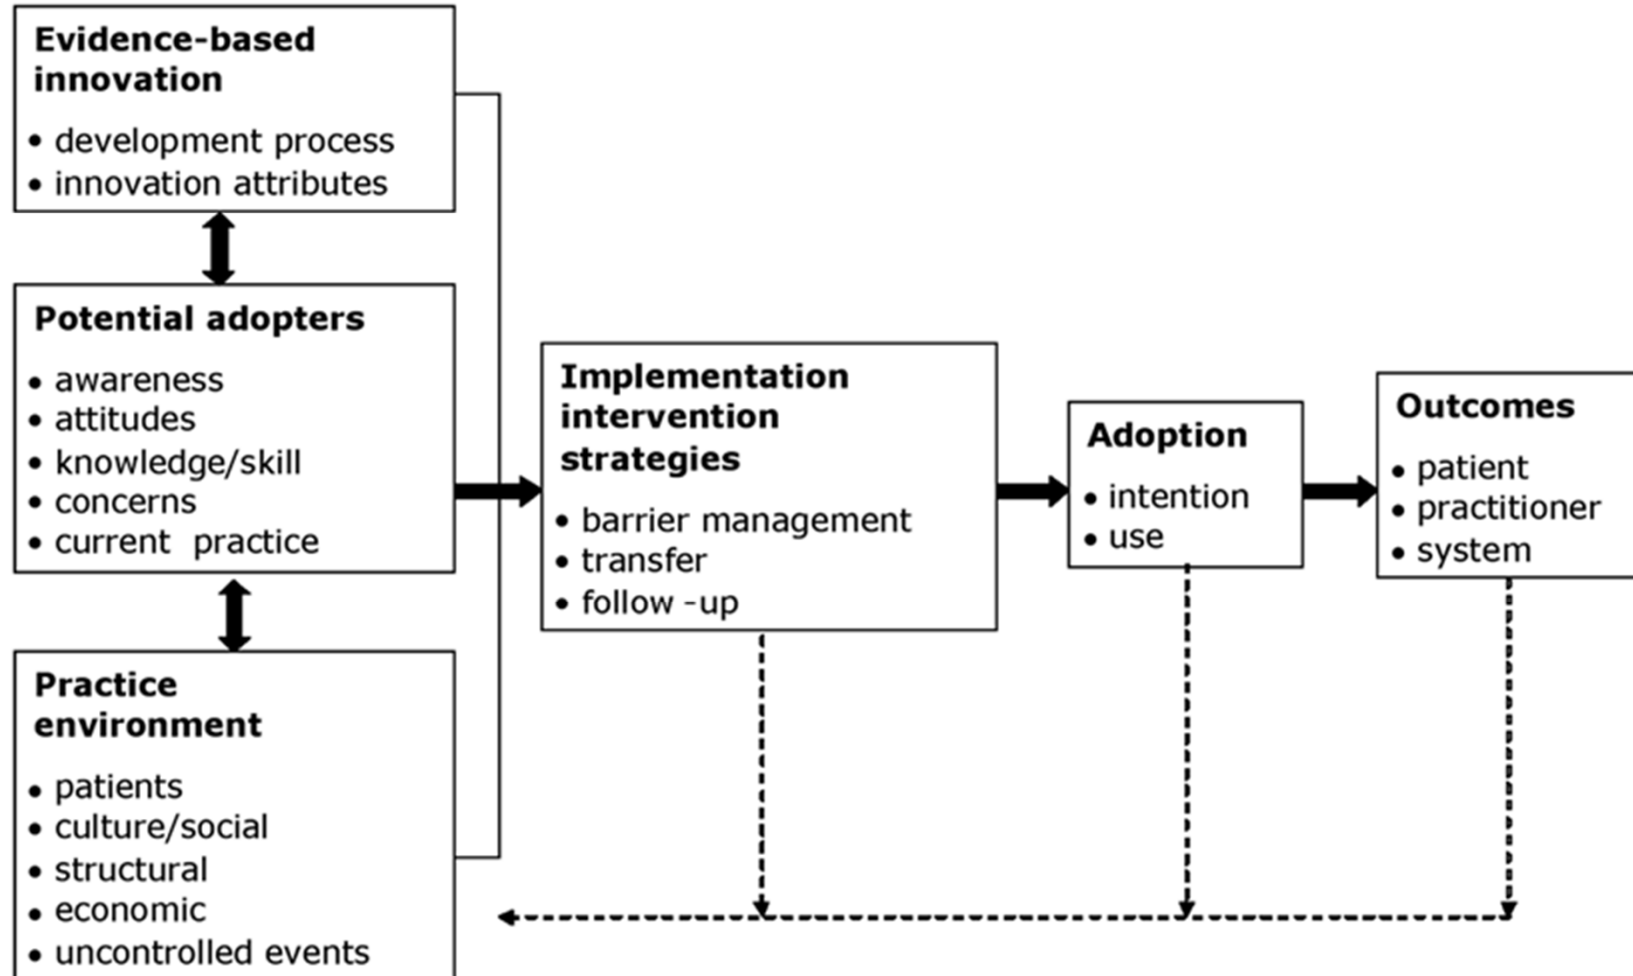 Evidence-based
innovation
• development process
• innovation attributes
Potential adopters
• awareness
• attitudes
• knowledge/skill
• concerns
• current practice
Practice
environment
• patients
• culture/social
• structural
• economic
• uncontrolled events
Implementation
intervention
strategies
• barrier management
• transfer
• follow -up
Adoption
• intention
• use
Outcomes
• patient
• practitioner
• system